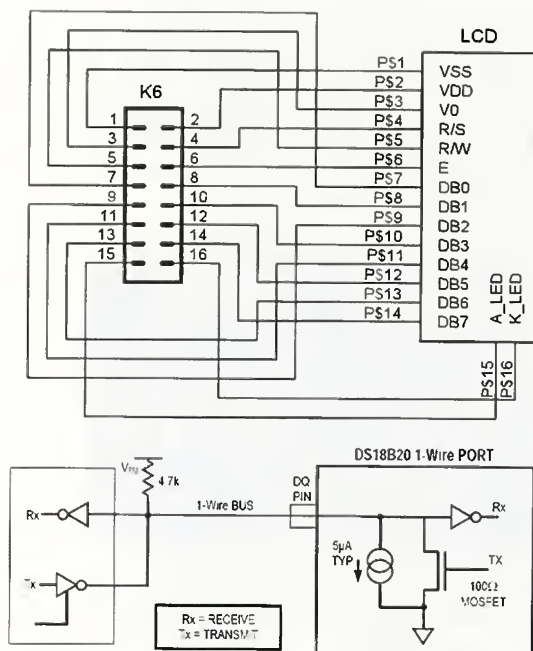 LCD
K6
P$1 VSS
P$2 VDD
P$3 V0
P$4 R/S
P$5 R/W
P$6 E
P$7 DB0
P$8 DB1
P$9 DB2
P$10 DB3
P$11 DB4
P$12 DB5
P$13 DB6
P$14 DB7
1 2
3 4
5 6
7 8
9 10
11 12
13 14
15 16
A_LED
K_LED
P$15
P$16
DS18B20 1-Wire PORT
4.7k
Rx
1-Wire BUS
DQ
PIN
Rx
Tx
5µA
TYP
TX
100Ω
MOSFET
Rx = RECEIVE
Tx = TRANSMIT